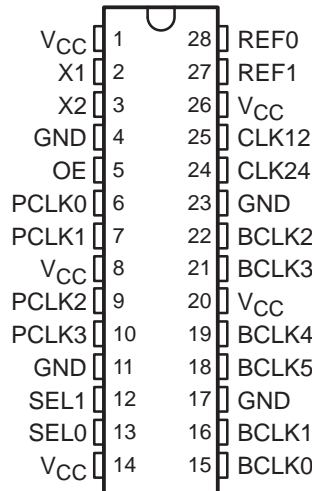 VCC 1 28 REF0
X1 2 27 REF1
X2 3 26 VCC
GND 4 25 CLK12
OE 5 24 CLK24
PCLK0 6 23 GND
PCLK1 7 22 BCLK2
VCC 8 21 BCLK3
PCLK2 9 20 VCC
PCLK3 10 19 BCLK4
GND 11 18 BCLK5
SEL1 12 17 GND
SEL0 13 16 BCLK1
VCC 14 15 BCLK0